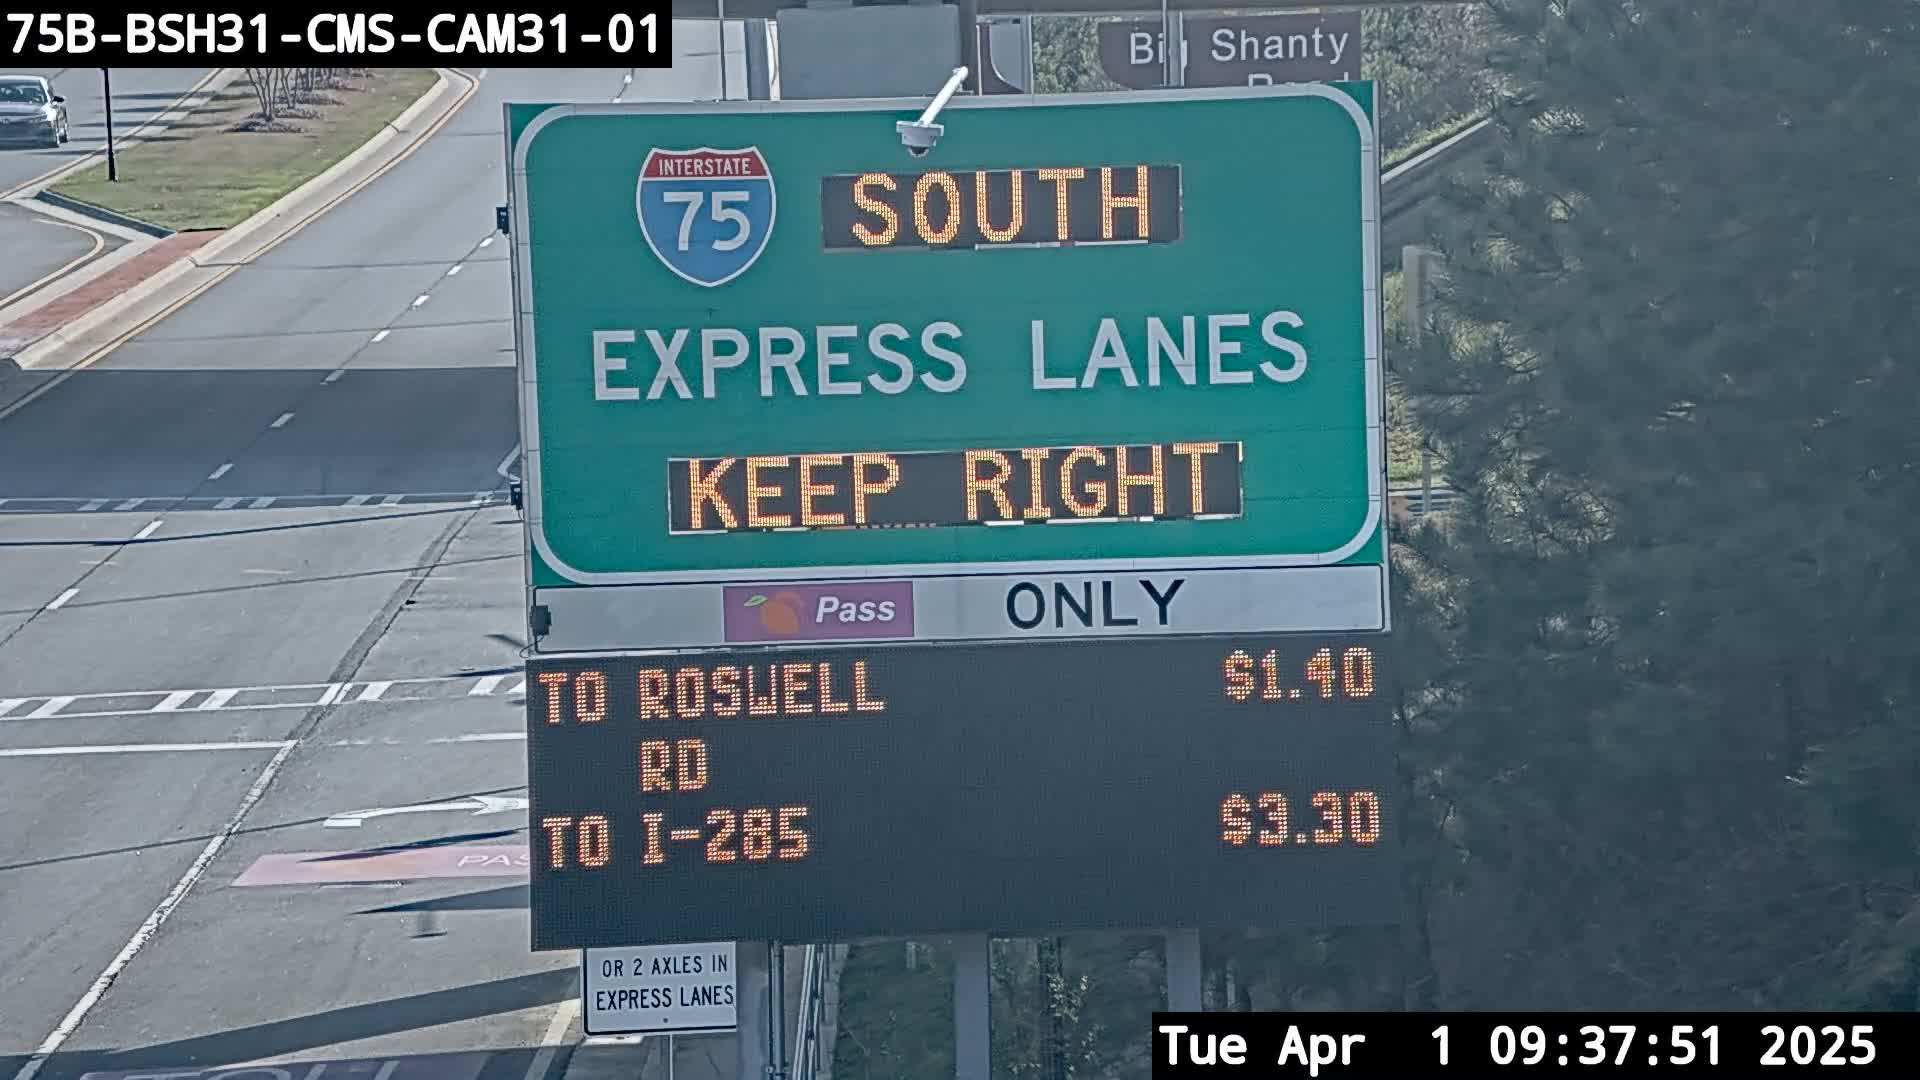 75B-BSH31-CMS-CAM31-01
Big Shanty
Road
INTERSTATE
75
SOUTH
EXPRESS LANES
KEEP RIGHT
Pass ONLY
TO ROSWELL $1.40
RD
TO I-285 $3.30
PAS
OR 2 AXLES IN
EXPRESS LANES
Tue Apr 1 09:37:51 2025